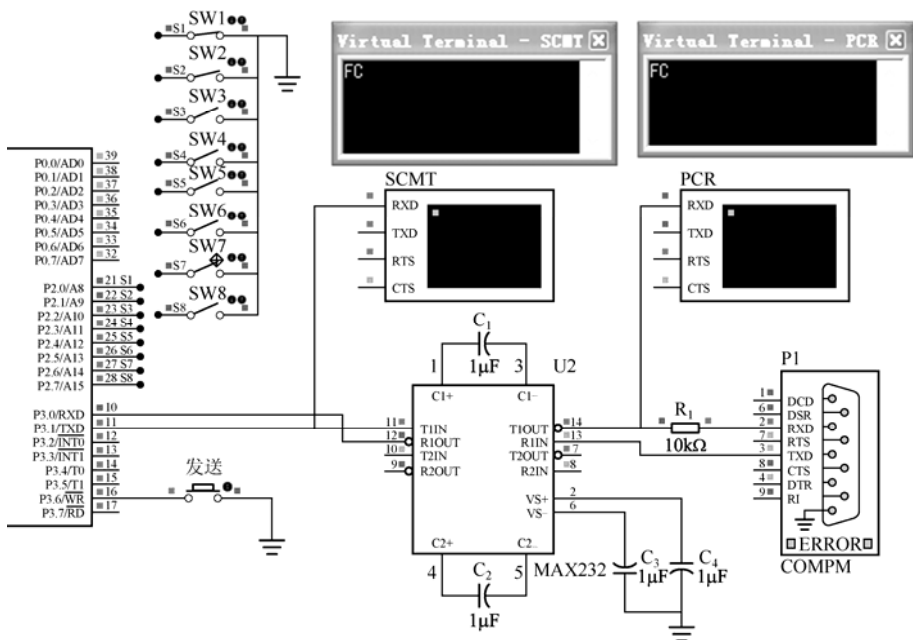 SW1
S1
SW2
S2
SW3
S3
SW4
S4
SW5
S5
SW6
S6
SW7
S7
SW8
S8
Virtual Terminal - SCMT
FC
Virtual Terminal - PCR
FC
P0.0/AD0 39
P0.1/AD1 38
P0.2/AD2 37
P0.3/AD3 36
P0.4/AD4 35
P0.5/AD5 34
P0.6/AD6 33
P0.7/AD7 32
P2.0/A8 21 S1
P2.1/A9 22 S2
P2.2/A10 23 S3
P2.3/A11 24 S4
P2.4/A12 25 S5
P2.5/A13 26 S6
P2.6/A14 27 S7
P2.7/A15 28 S8
P3.0/RXD 10
P3.1/TXD 11
P3.2/INT0 12
P3.3/INT1 13
P3.4/T0 14
P3.5/T1 15
P3.6/WR 16
P3.7/RD 17
发送
SCMT
RXD
TXD
RTS
CTS
PCR
RXD
TXD
RTS
CTS
C1
1μF
1 3
U2
C1+ C1-
11 T1IN T1OUT 14
12 R1OUT R1IN 13
10 T2IN T2OUT 7
9 R2OUT R2IN 8
VS+ 2
VS- 6
C2+ C2-
4 5
MAX232
C2
1μF
C3
1μF
C4
1μF
R1
10kΩ
P1
1 DCD
6 DSR
2 RXD
7 RTS
3 TXD
8 CTS
4 DTR
9 RI
ERROR
COMPM